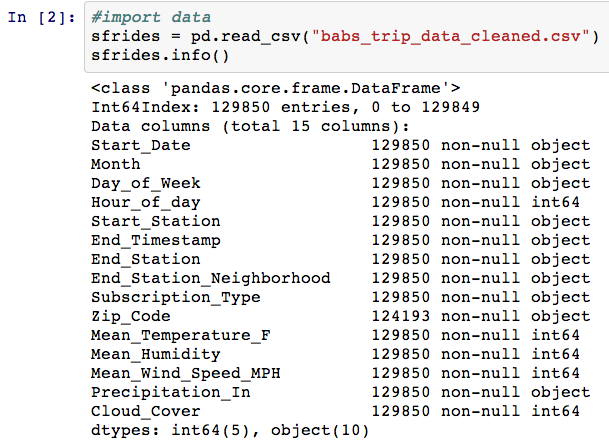 In [2]: #import data
sfrides = pd.read_csv("babs_trip_data_cleaned.csv")
sfrides.info()
<class 'pandas.core.frame.DataFrame'>
Int64Index: 129850 entries, 0 to 129849
Data columns (total 15 columns):
Start_Date 129850 non-null object
Month 129850 non-null object
Day_of_Week 129850 non-null object
Hour_of_day 129850 non-null int64
Start_Station 129850 non-null object
End_Timestamp 129850 non-null object
End_Station 129850 non-null object
End_Station_Neighborhood 129850 non-null object
Subscription_Type 129850 non-null object
Zip_Code 124193 non-null object
Mean_Temperature_F 129850 non-null int64
Mean_Humidity 129850 non-null int64
Mean_Wind_Speed_MPH 129850 non-null int64
Precipitation_In 129850 non-null object
Cloud_Cover 129850 non-null int64
dtypes: int64(5), object(10)